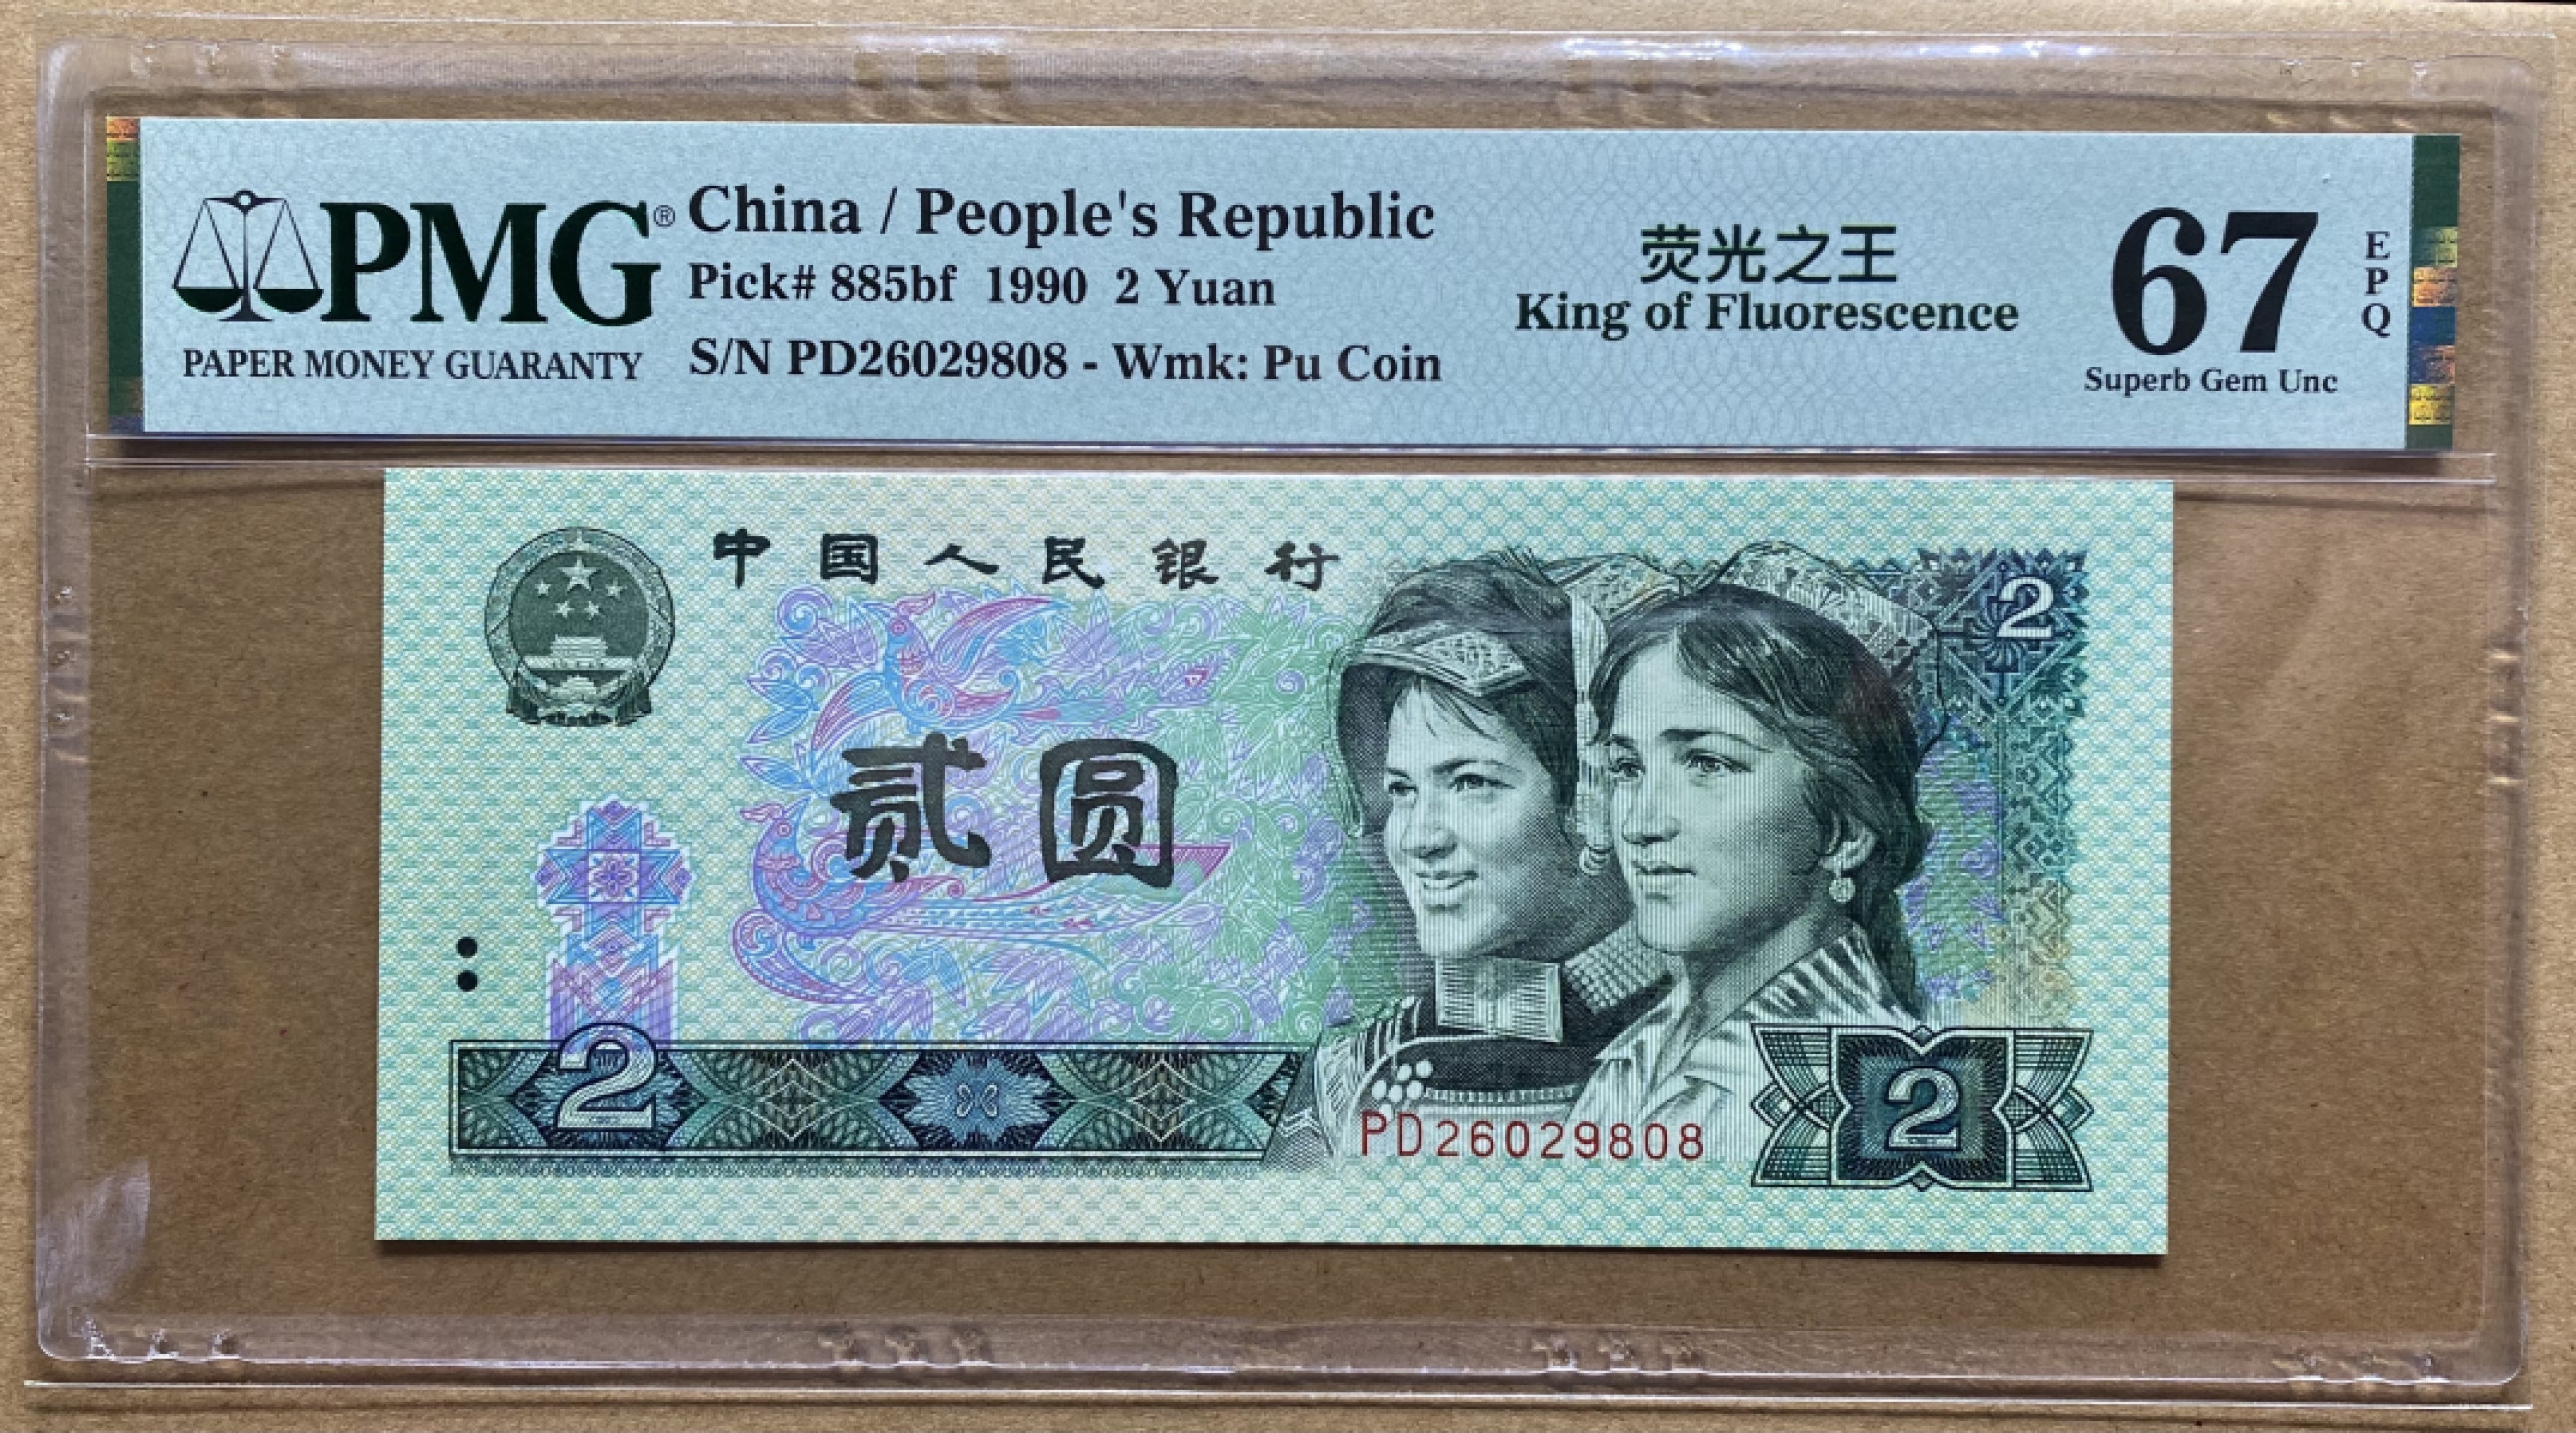 PMG®
PAPER MONEY GUARANTY
China / People's Republic
Pick# 885bf 1990 2 Yuan
S/N PD26029808 - Wmk: Pu Coin
荧光之王
King of Fluorescence
67
EPQ
Superb Gem Unc
中国人民银行
2
贰圆
2
PD26029808
2